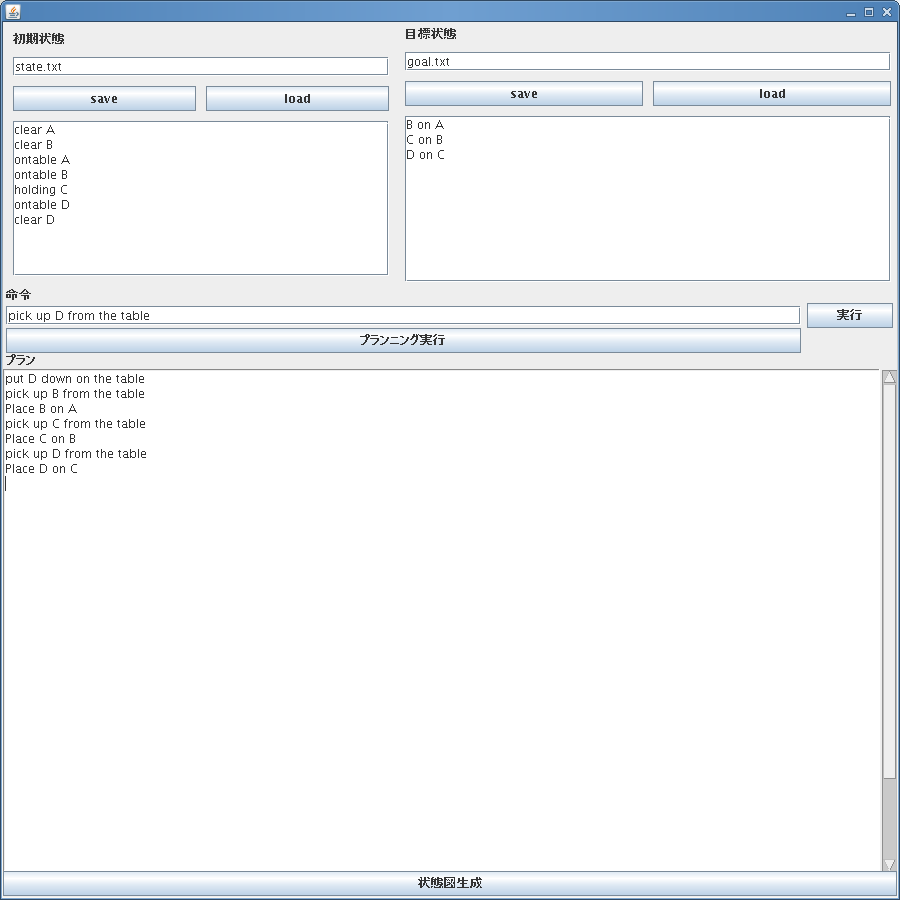 初期状態
state.txt
save
load
clear A
clear B
ontable A
ontable B
holding C
ontable D
clear D
目標状態
goal.txt
save
load
B on A
C on B
D on C
命令
pick up D from the table
実行
プランニング実行
プラン
put D down on the table
pick up B from the table
Place B on A
pick up C from the table
Place C on B
pick up D from the table
Place D on C
状態図生成